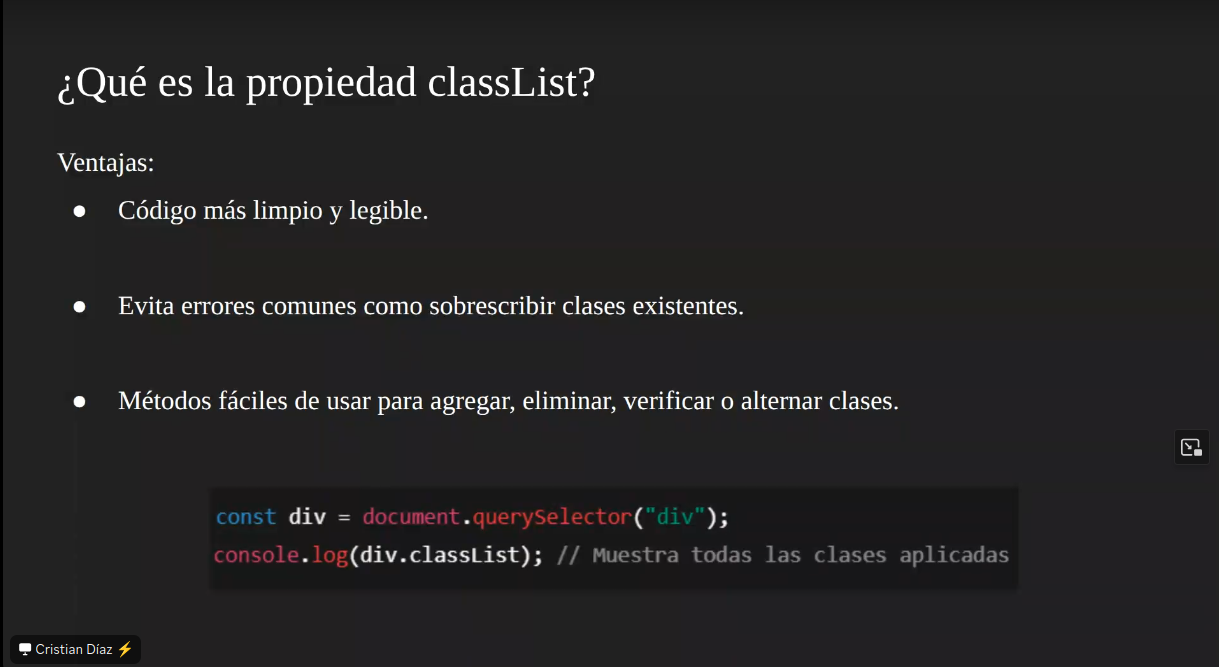 ¿Qué es la propiedad classList?
Ventajas:
● Código más limpio y legible.
● Evita errores comunes como sobrescribir clases existentes.
● Métodos fáciles de usar para agregar, eliminar, verificar o alternar clases.
const div = document.querySelector("div");
console.log(div.classList); // Muestra todas las clases aplicadas
Cristian Díaz ⚡